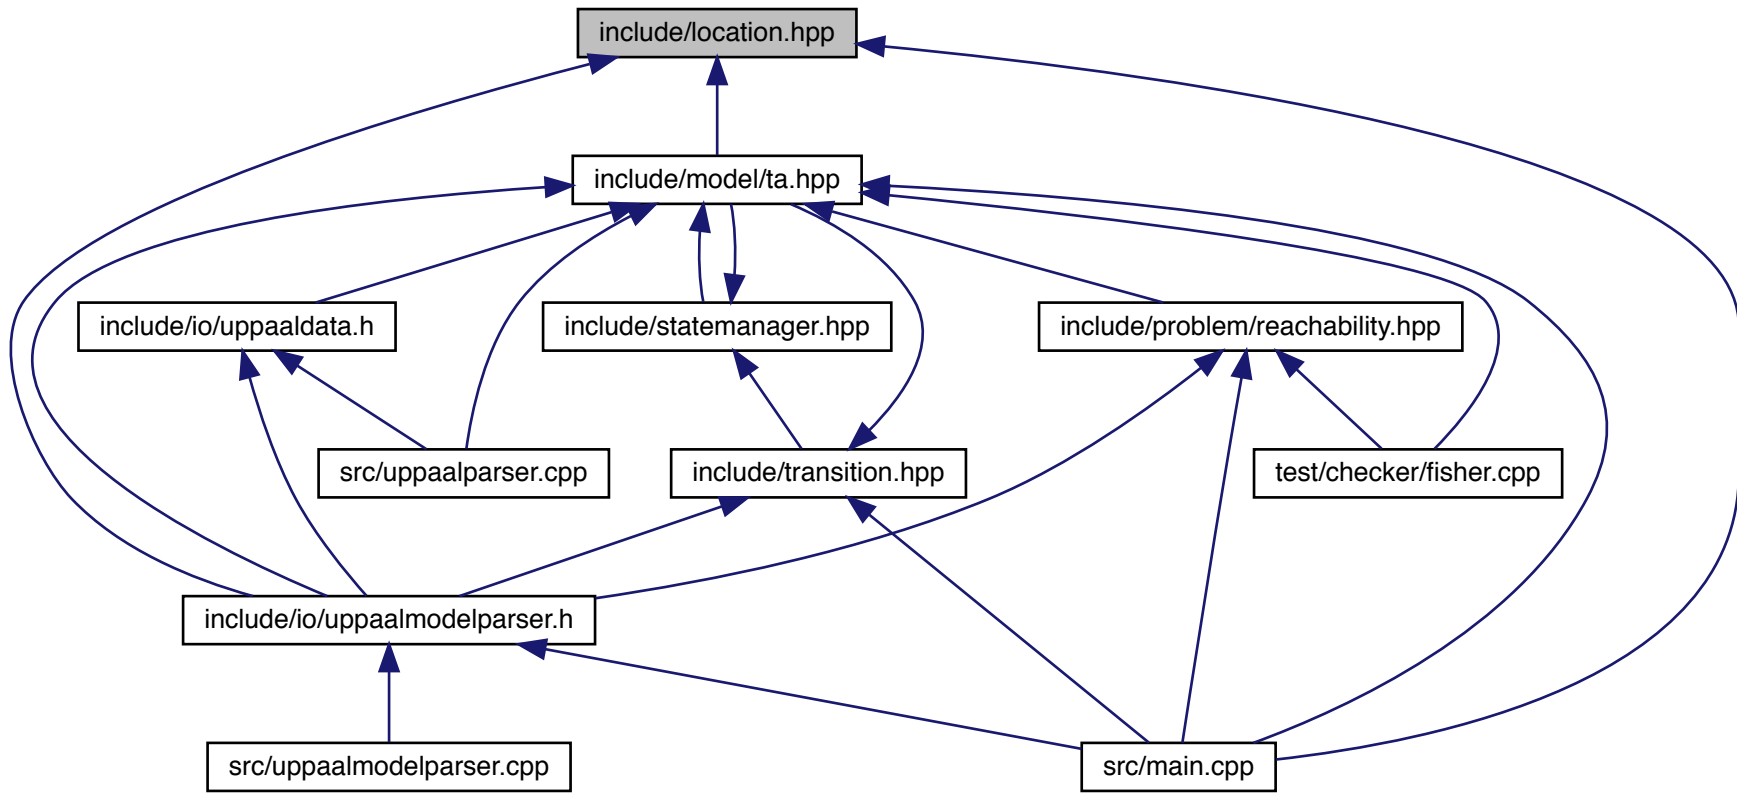 include/location.hpp
include/model/ta.hpp
include/io/uppaaldata.h
include/statemanager.hpp
include/problem/reachability.hpp
src/uppaalparser.cpp
include/transition.hpp
test/checker/fisher.cpp
include/io/uppaalmodelparser.h
src/uppaalmodelparser.cpp
src/main.cpp